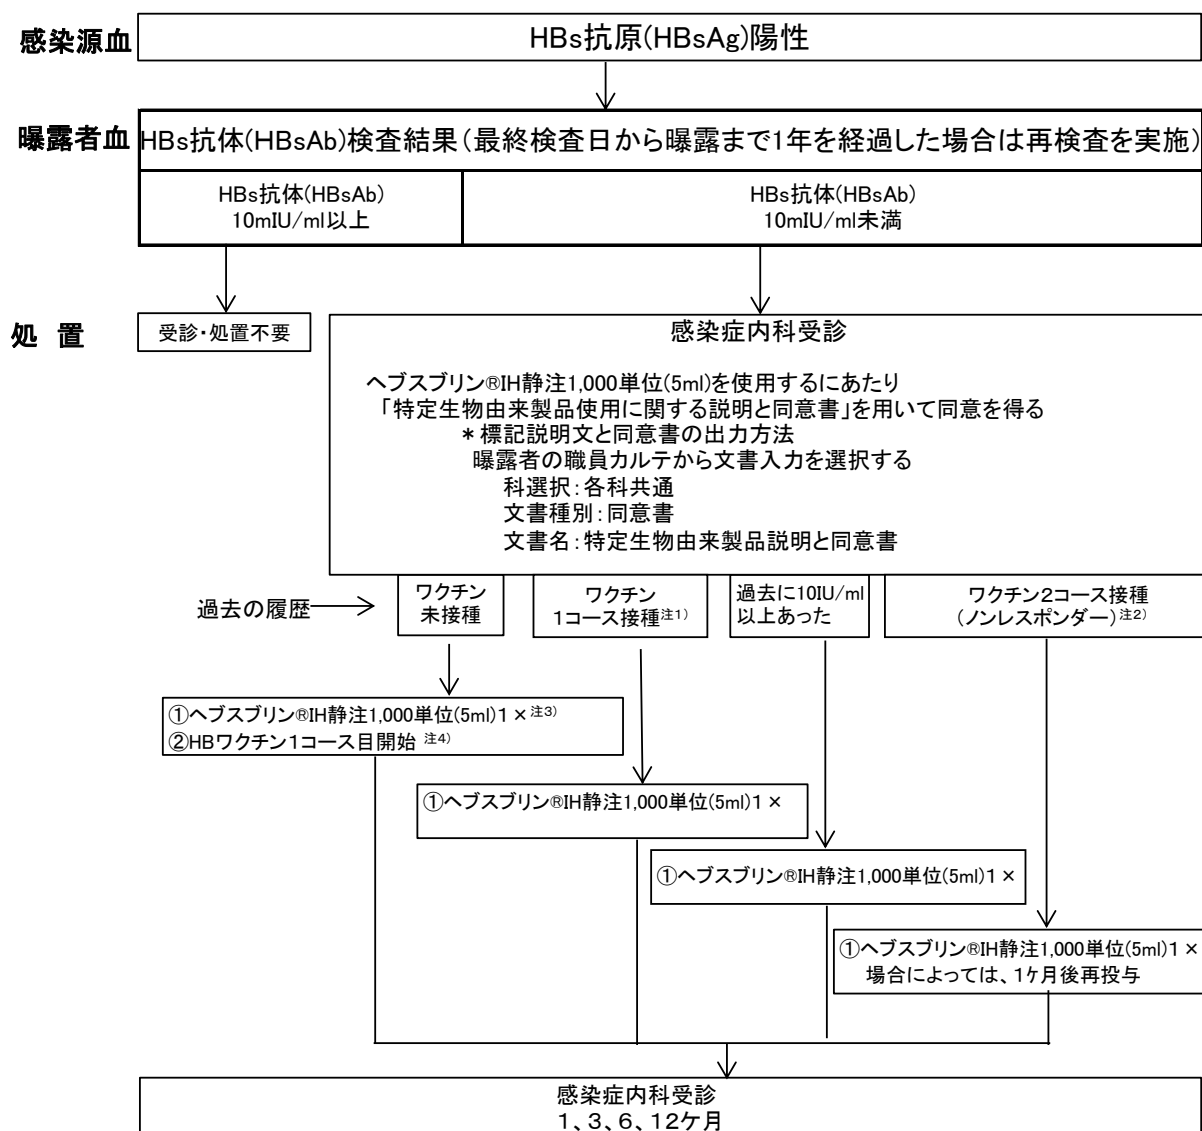 感染源血
HBs抗原(HBsAg)陽性
曝露者血
HBs抗体(HBsAb)検査結果(最終検査日から曝露まで1年を経過した場合は再検査を実施)
HBs抗体(HBsAb)
10mIU/ml以上
HBs抗体(HBsAb)
10mIU/ml未満
処 置
受診・処置不要
感染症内科受診
ヘブスブリン®IH静注1,000単位(5ml)を使用するにあたり
「特定生物由来製品使用に関する説明と同意書」を用いて同意を得る
*標記説明文と同意書の出力方法
曝露者の職員カルテから文書入力を選択する
科選択:各科共通
文書種別:同意書
文書名:特定生物由来製品説明と同意書
過去の履歴
ワクチン
未接種
ワクチン
1コース接種注1)
過去に10IU/ml
以上あった
ワクチン2コース接種
(ノンレスポンダー)注2)
①ヘブスブリン®IH静注1,000単位(5ml)1×注3)
②HBワクチン1コース目開始 注4)
①ヘブスブリン®IH静注1,000単位(5ml)1×
①ヘブスブリン®IH静注1,000単位(5ml)1×
①ヘブスブリン®IH静注1,000単位(5ml)1×
場合によっては、1ケ月後再投与
感染症内科受診
1、3、6、12ケ月